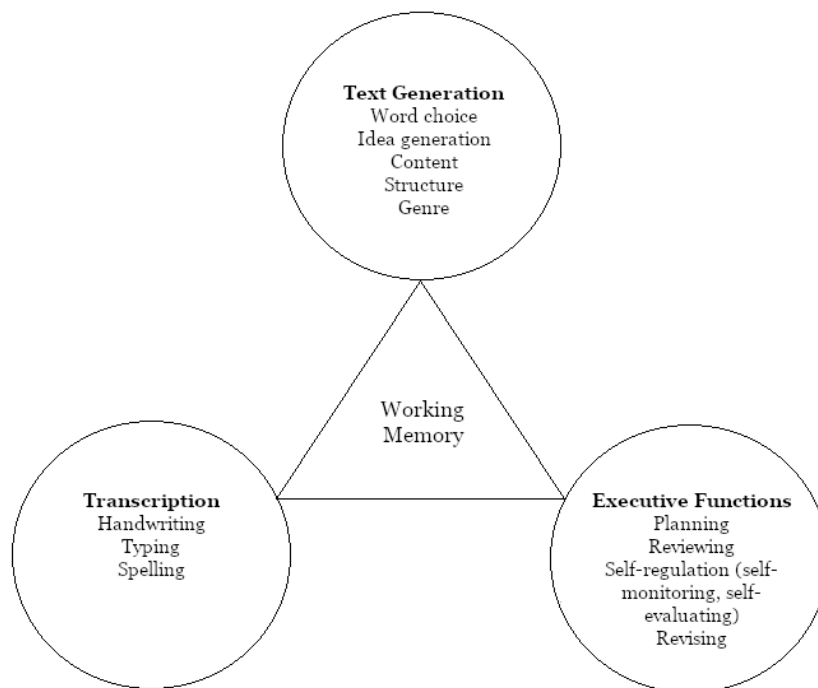 Text Generation
Word choice
Idea generation
Content
Structure
Genre
Working
Memory
Transcription
Handwriting
Typing
Spelling
Executive Functions
Planning
Reviewing
Self-regulation (self-
monitoring, self-
evaluating)
Revising